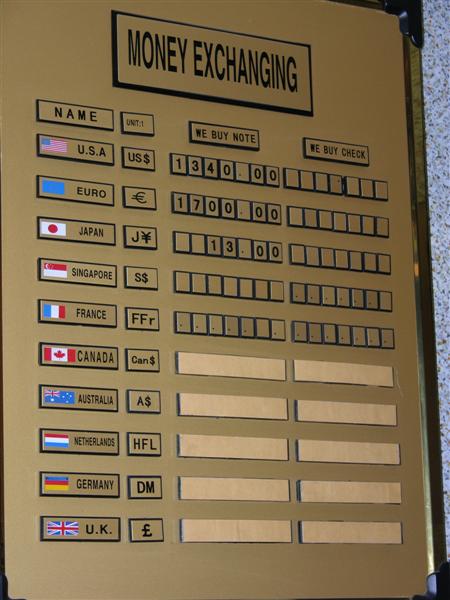 MONEY EXCHANGING
NAME UNIT:1 WE BUY NOTE WE BUY CHECK
U.S.A US$ 1340.00
EURO € 1700.00
JAPAN J¥ 13.00
SINGAPORE S$
FRANCE FFr
CANADA Can$
AUSTRALIA A$
NETHERLANDS HFL
GERMANY DM
U.K. £